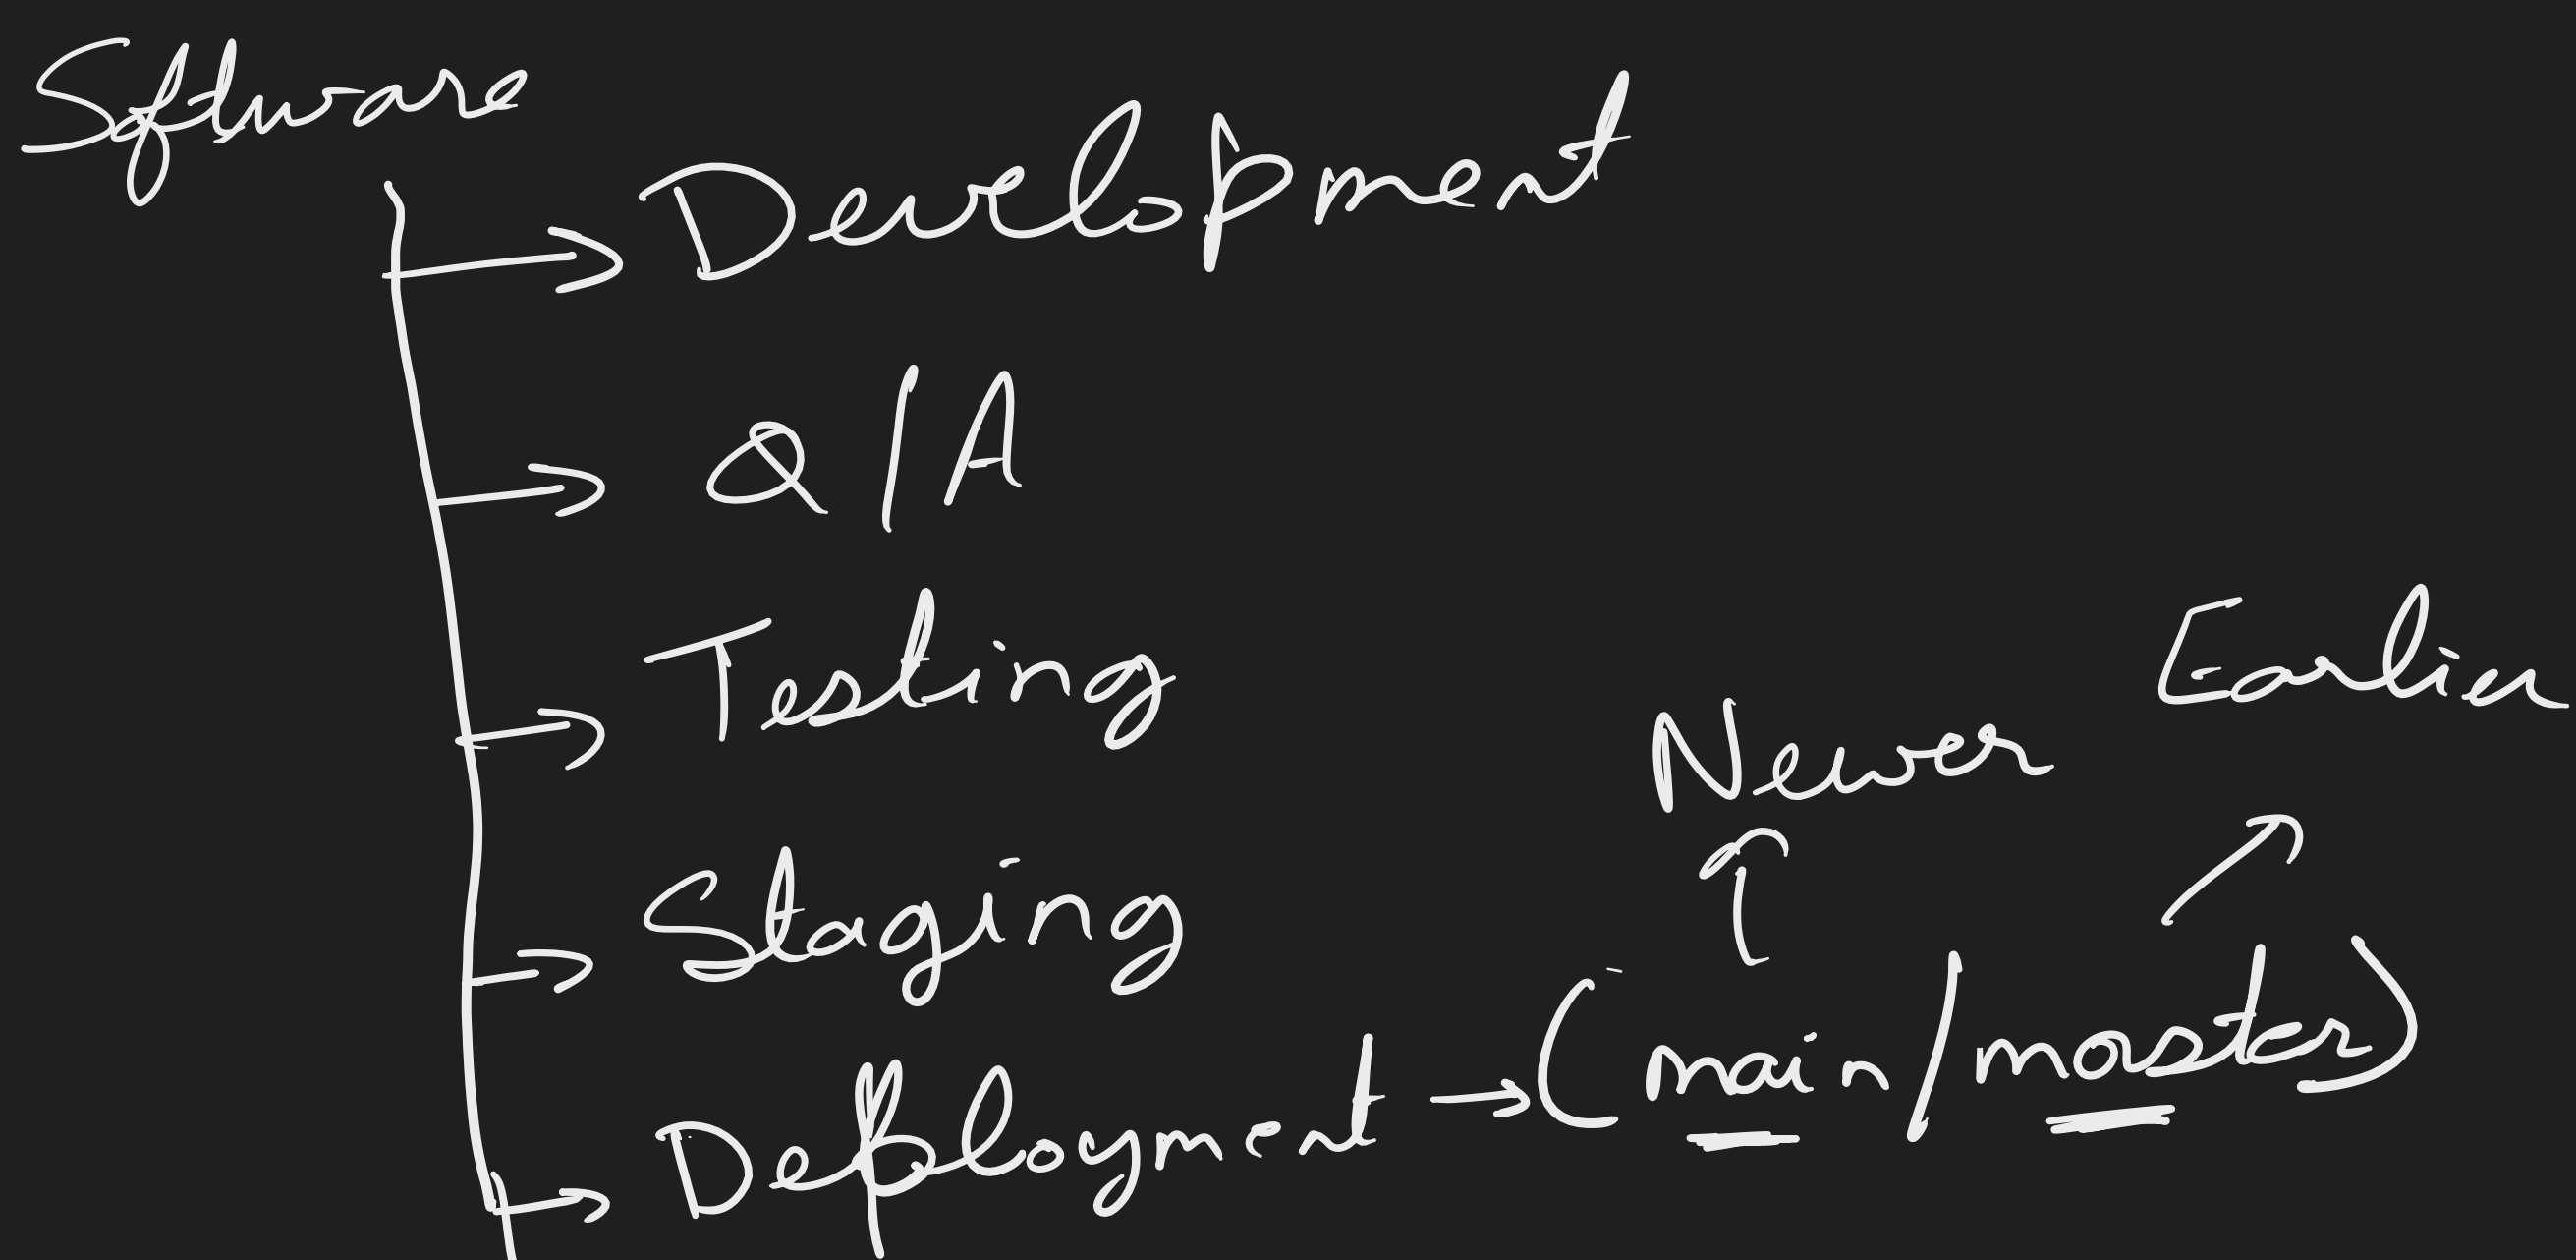 Software
Development
Q/A
Testing
Earlier
Newer
Staging
Deployment → (main/master)